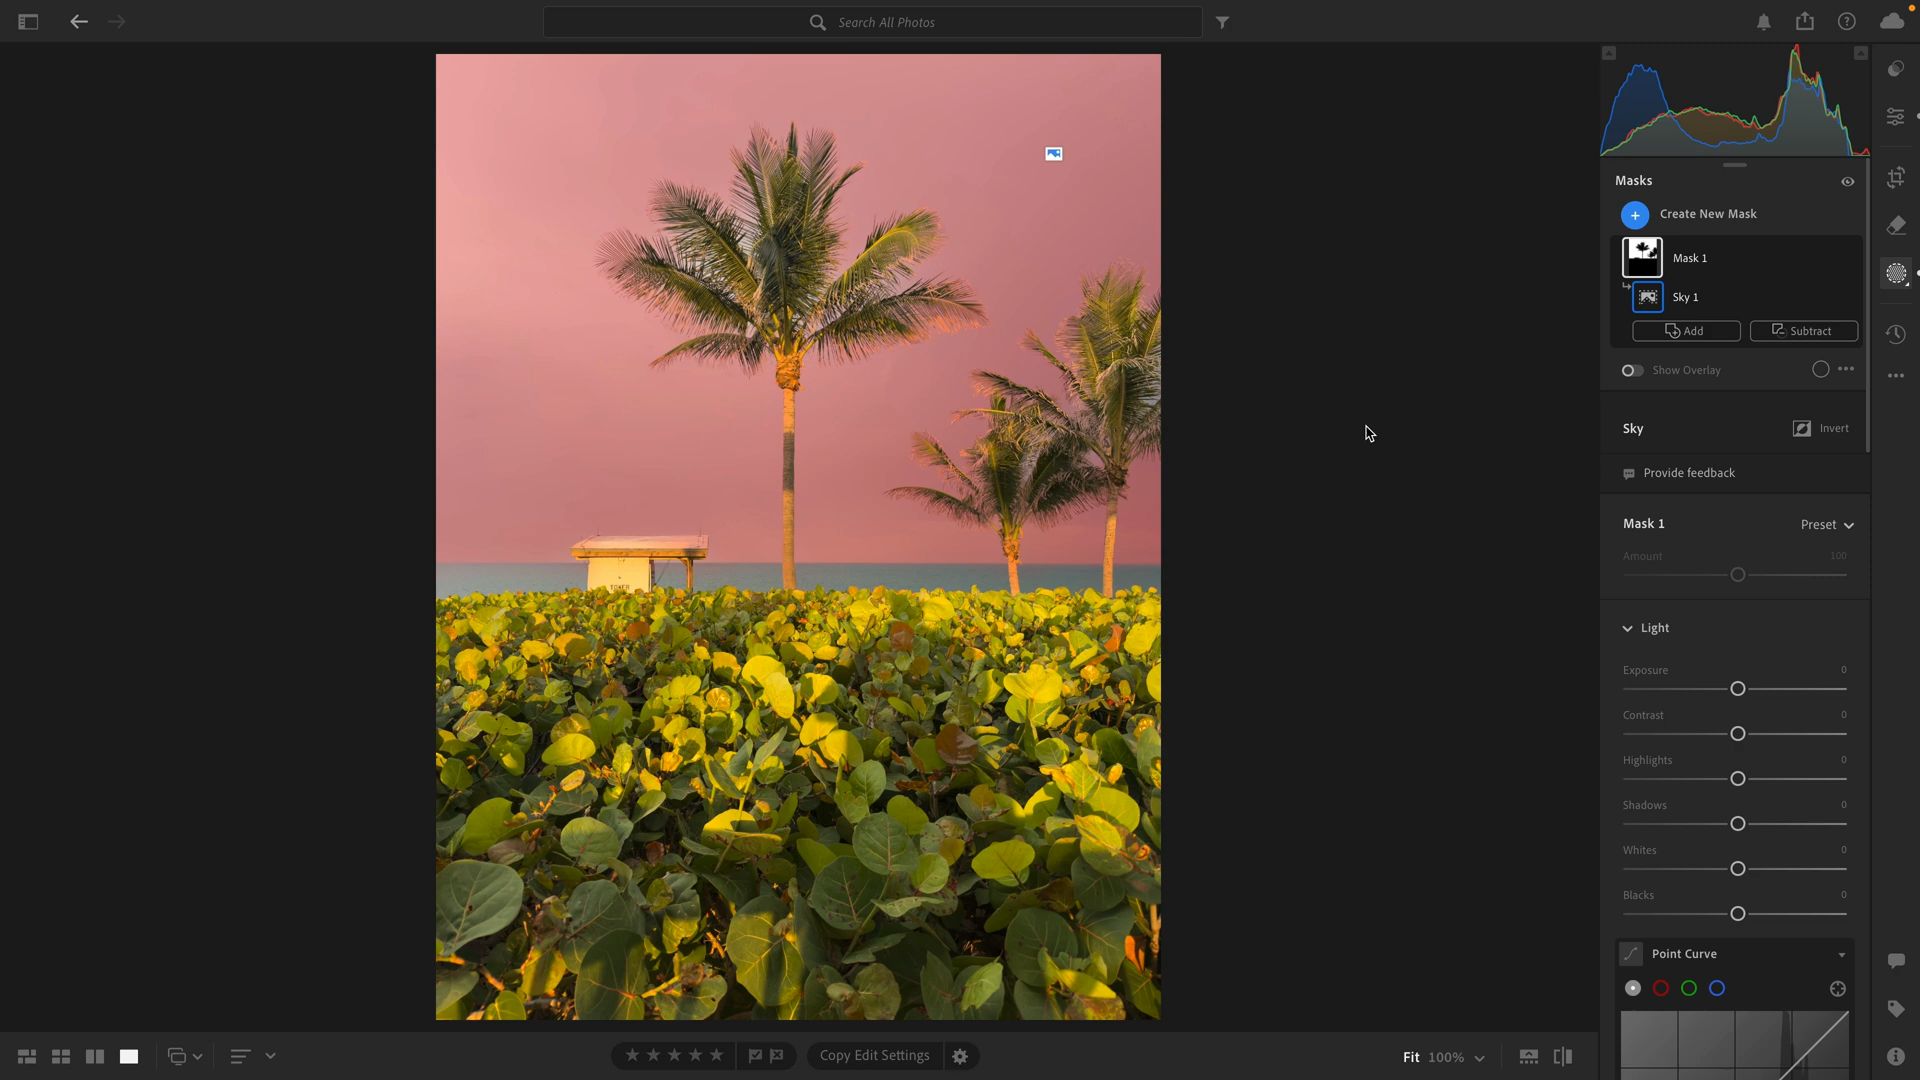 Search All Photos
Masks
Create New Mask
Mask 1
Sky 1
Add Subtract
Show Overlay
Sky Invert
Provide feedback
Mask 1 Preset
Amount 100
Light
Exposure 0
Contrast 0
Highlights 0
Shadows 0
Whites 0
Blacks 0
Point Curve
TOWER
Copy Edit Settings
Fit 100%